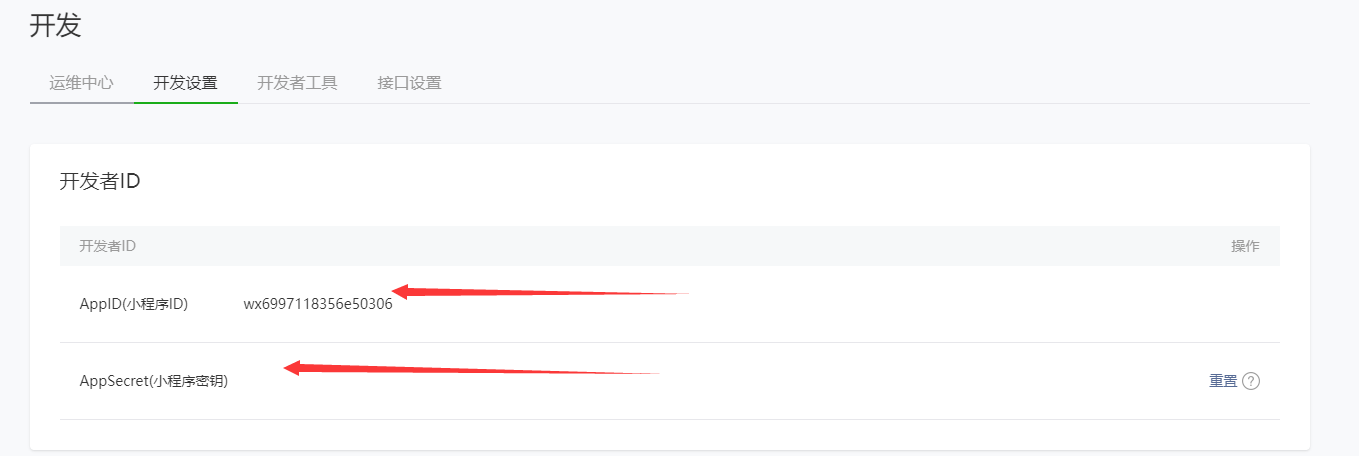 开发
运维中心 开发设置 开发者工具 接口设置
开发者ID
开发者ID 操作
AppID(小程序ID) wx6997118356e50306
AppSecret(小程序密钥) 重置 ?